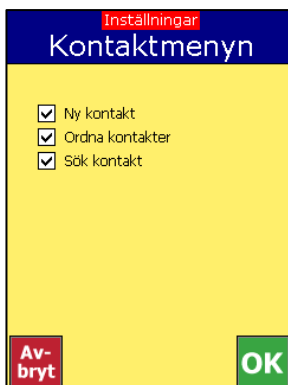 Inställningar
Kontaktmenyn
Ny kontakt
Ordna kontakter
Sök kontakt
Av-
bryt
OK